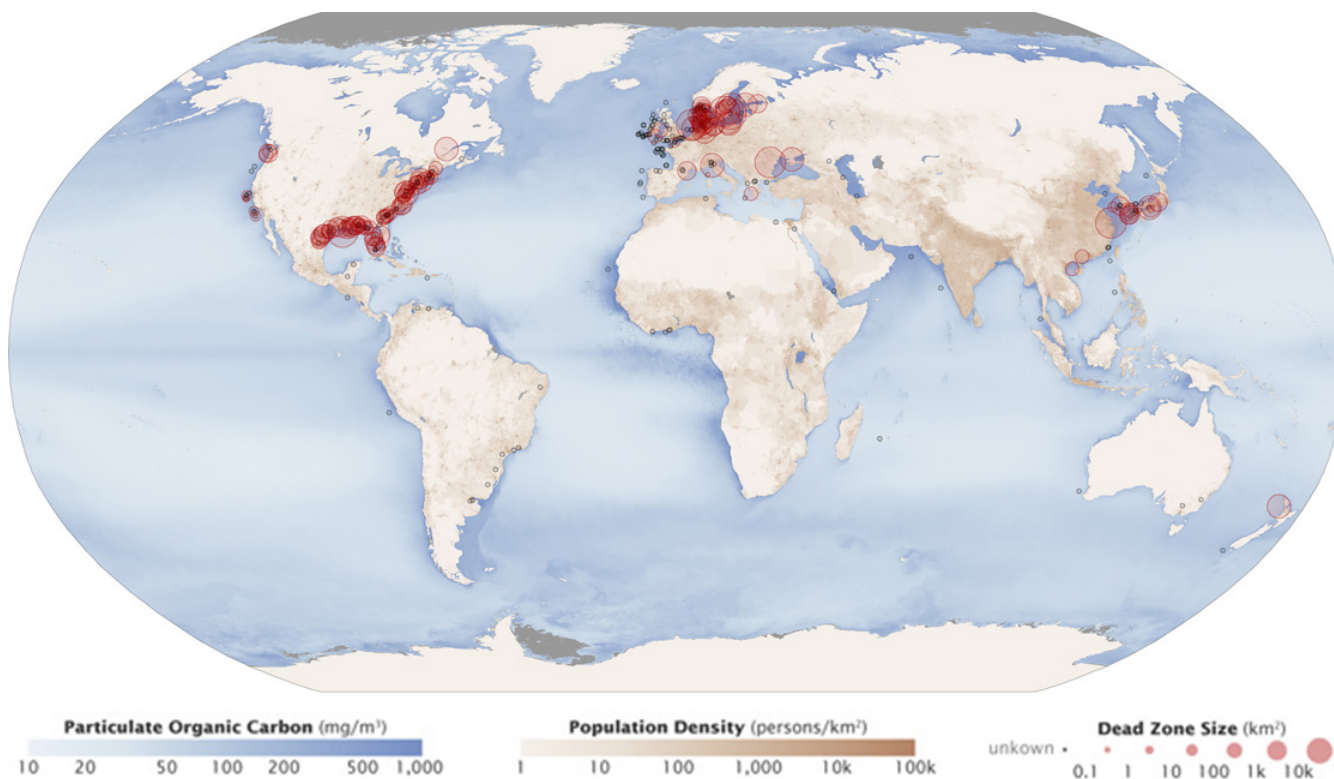 Particulate Organic Carbon (mg/m³)
10 20 50 100 200 500 1,000
Population Density (persons/km²)
1 10 100 1,000 10k 100k
Dead Zone Size (km²)
unkown
0.1 1 10 100 1k 10k